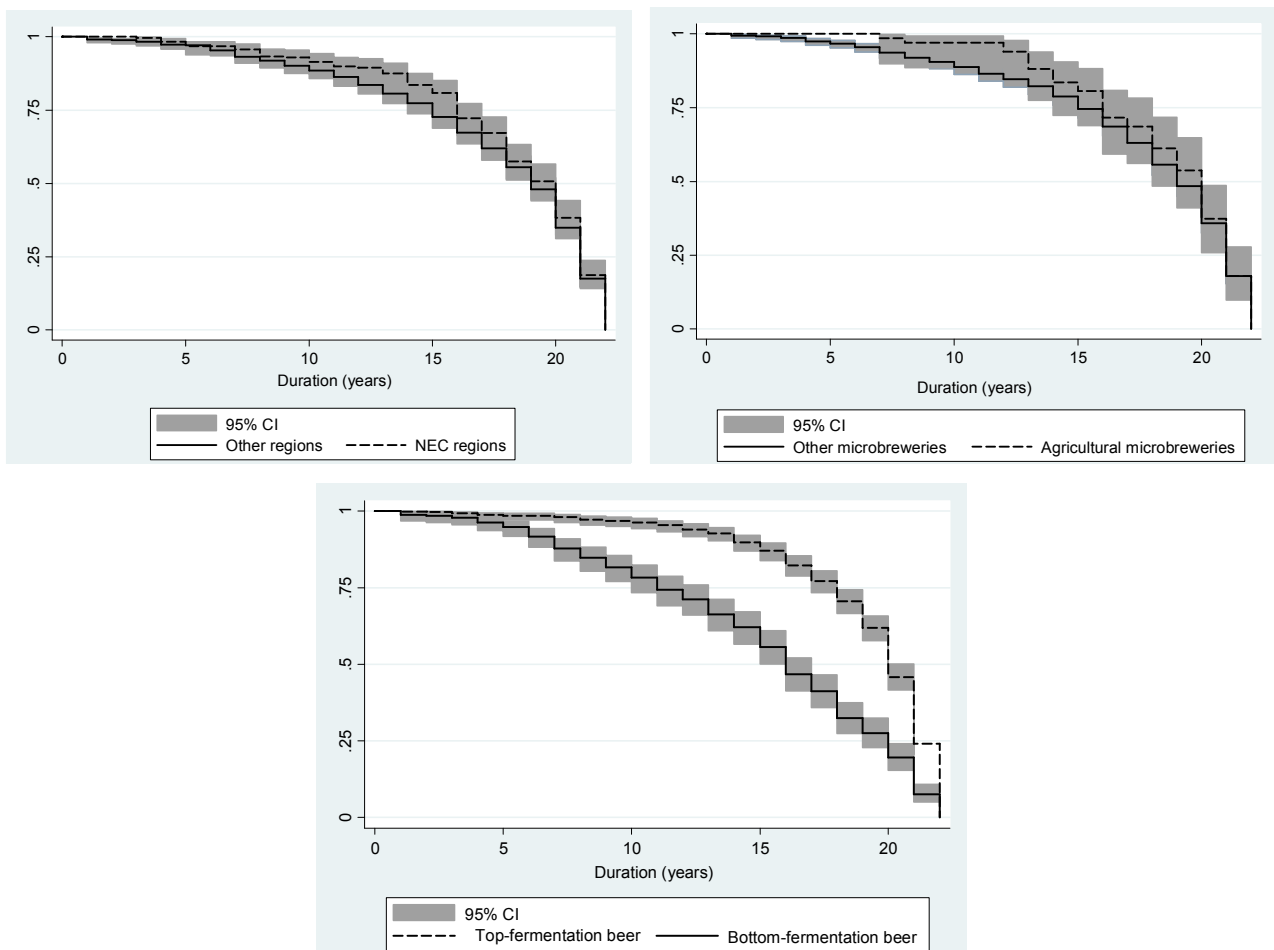 1
.75
.5
.25
0
0 5 10 15 20
Duration (years)
95% CI
Other regions NEC regions
1
.75
.5
.25
0
0 5 10 15 20
Duration (years)
95% CI
Other microbreweries Agricultural microbreweries
1
.75
.5
.25
0
0 5 10 15 20
Duration (years)
95% CI
Top-fermentation beer Bottom-fermentation beer